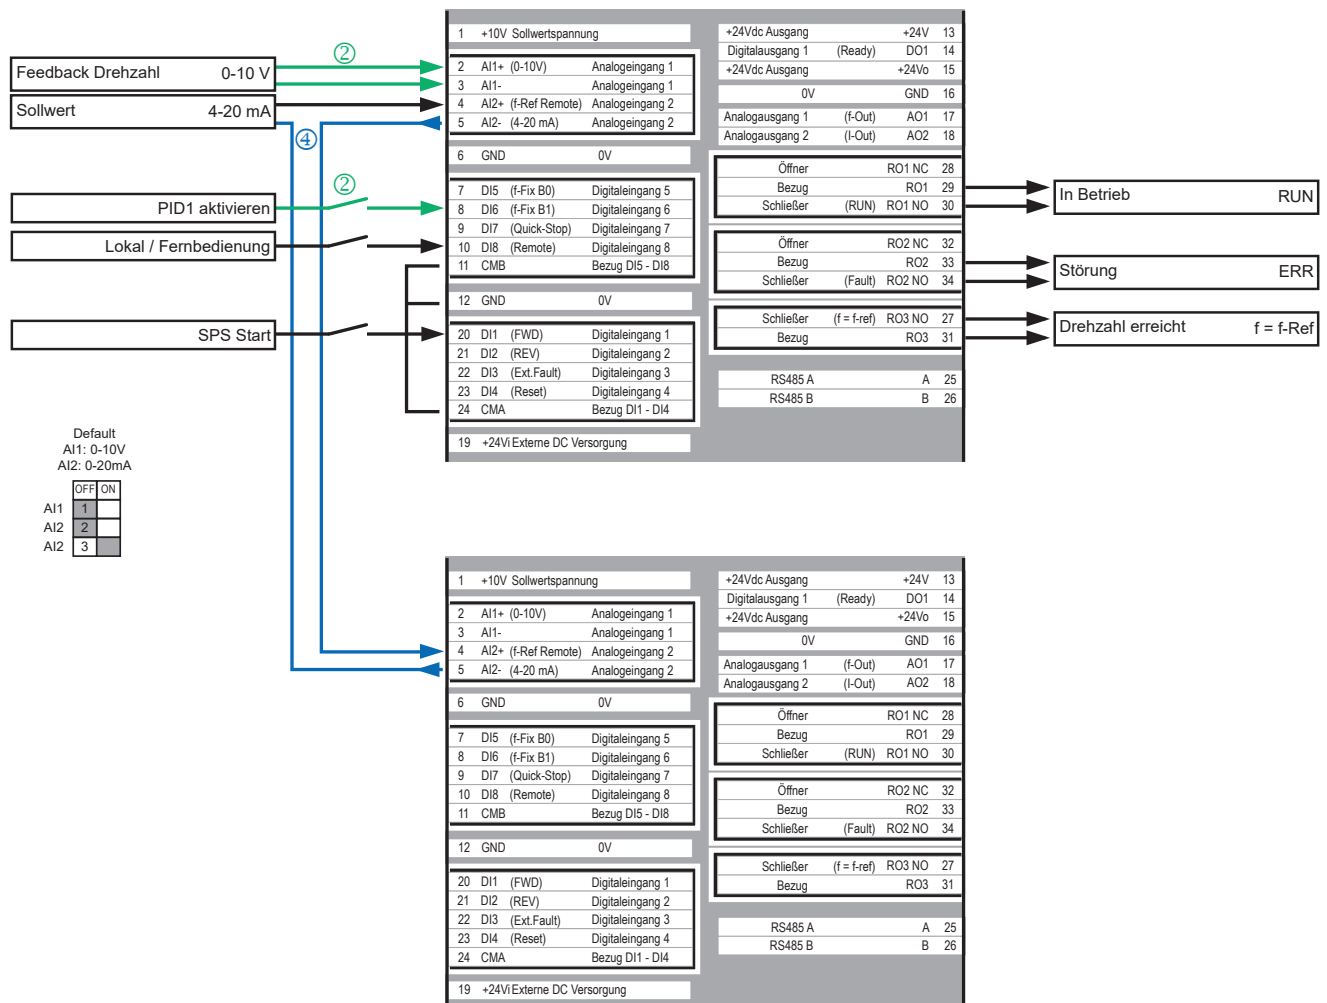 1 +10V Sollwertspannung
+24Vdc Ausgang +24V 13
Digitalausgang 1 (Ready) DO1 14
+24Vdc Ausgang +24Vo 15
0V GND 16
Analogausgang 1 (f-Out) AO1 17
Analogausgang 2 (I-Out) AO2 18
②
Feedback Drehzahl 0-10 V
Sollwert 4-20 mA
④
2 AI1+ (0-10V) Analogeingang 1
3 AI1- Analogeingang 1
4 AI2+ (f-Ref Remote) Analogeingang 2
5 AI2- (4-20 mA) Analogeingang 2
6 GND 0V
②
PID1 aktivieren
Lokal / Fernbedienung
7 DI5 (f-Fix B0) Digitaleingang 5
8 DI6 (f-Fix B1) Digitaleingang 6
9 DI7 (Quick-Stop) Digitaleingang 7
10 DI8 (Remote) Digitaleingang 8
11 CMB Bezug DI5 - DI8
12 GND 0V
SPS Start
20 DI1 (FWD) Digitaleingang 1
21 DI2 (REV) Digitaleingang 2
22 DI3 (Ext.Fault) Digitaleingang 3
23 DI4 (Reset) Digitaleingang 4
24 CMA Bezug DI1 - DI4
19 +24Vi Externe DC Versorgung
Öffner RO1 NC 28
Bezug RO1 29
Schließer (RUN) RO1 NO 30
In Betrieb RUN
Öffner RO2 NC 32
Bezug RO2 33
Schließer (Fault) RO2 NO 34
Störung ERR
Schließer (f = f-ref) RO3 NO 27
Bezug RO3 31
Drehzahl erreicht f = f-Ref
RS485 A A 25
RS485 B B 26
Default
AI1: 0-10V
AI2: 0-20mA
OFF ON
AI1 1
AI2 2
AI2 3
1 +10V Sollwertspannung
+24Vdc Ausgang +24V 13
Digitalausgang 1 (Ready) DO1 14
+24Vdc Ausgang +24Vo 15
0V GND 16
Analogausgang 1 (f-Out) AO1 17
Analogausgang 2 (I-Out) AO2 18
2 AI1+ (0-10V) Analogeingang 1
3 AI1- Analogeingang 1
4 AI2+ (f-Ref Remote) Analogeingang 2
5 AI2- (4-20 mA) Analogeingang 2
6 GND 0V
7 DI5 (f-Fix B0) Digitaleingang 5
8 DI6 (f-Fix B1) Digitaleingang 6
9 DI7 (Quick-Stop) Digitaleingang 7
10 DI8 (Remote) Digitaleingang 8
11 CMB Bezug DI5 - DI8
12 GND 0V
20 DI1 (FWD) Digitaleingang 1
21 DI2 (REV) Digitaleingang 2
22 DI3 (Ext.Fault) Digitaleingang 3
23 DI4 (Reset) Digitaleingang 4
24 CMA Bezug DI1 - DI4
19 +24Vi Externe DC Versorgung
Öffner RO1 NC 28
Bezug RO1 29
Schließer (RUN) RO1 NO 30
Öffner RO2 NC 32
Bezug RO2 33
Schließer (Fault) RO2 NO 34
Schließer (f = f-ref) RO3 NO 27
Bezug RO3 31
RS485 A A 25
RS485 B B 26